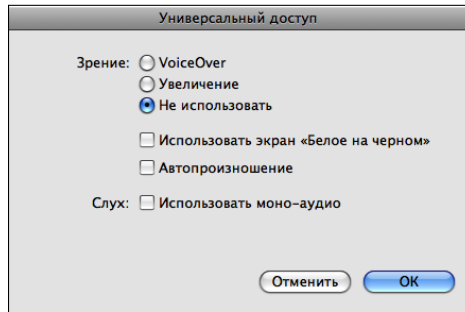 Универсальный доступ
Зрение: VoiceOver
Увеличение
Не использовать
Использовать экран «Белое на черном»
Автопроизношение
Слух: Использовать моно-аудио
Отменить OK